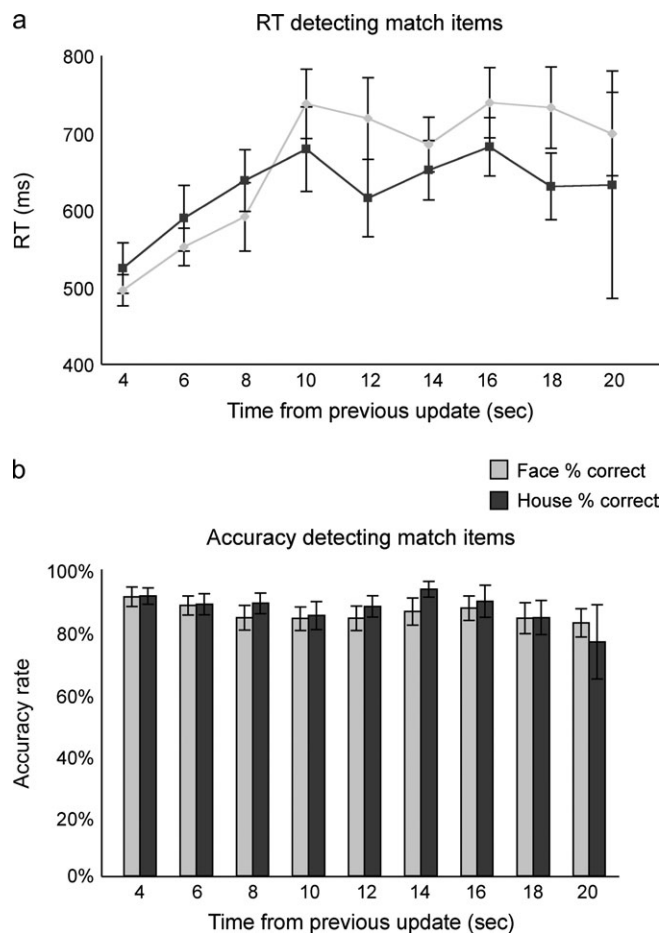 a
RT detecting match items
800
700
600
500
400
RT (ms)
4 6 8 10 12 14 16 18 20
Time from previous update (sec)
b
Face % correct
House % correct
Accuracy detecting match items
100%
80%
60%
40%
20%
0%
Accuracy rate
4 6 8 10 12 14 16 18 20
Time from previous update (sec)